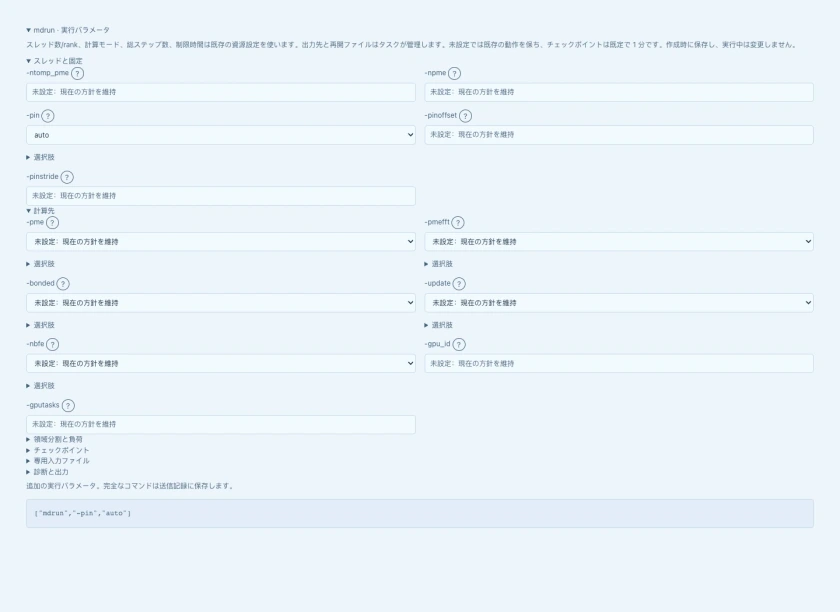 ▼ mdrun · 実行パラメータ
スレッド数/rank、計算モード、総ステップ数、制限時間は既存の資源設定を使います。出力先と再開ファイルはタスクが管理します。未設定では既存の動作を保ち、チェックポイントは既定で 1 分です。作成時に保存し、実行中は変更しません。
▼ スレッドと固定
-ntomp_pme ?
-npme ?
未設定：現在の方針を維持
未設定：現在の方針を維持
-pin ?
-pinoffset ?
auto
未設定：現在の方針を維持
▶ 選択肢
-pinstride ?
未設定：現在の方針を維持
▼ 計算先
-pme ?
-pmefft ?
未設定：現在の方針を維持
未設定：現在の方針を維持
▶ 選択肢
▶ 選択肢
-bonded ?
-update ?
未設定：現在の方針を維持
未設定：現在の方針を維持
▶ 選択肢
▶ 選択肢
-nbfe ?
-gpu_id ?
未設定：現在の方針を維持
未設定：現在の方針を維持
▶ 選択肢
-gputasks ?
未設定：現在の方針を維持
▶ 領域分割と負荷
▶ チェックポイント
▶ 専用入力ファイル
▶ 診断と出力
追加の実行パラメータ。完全なコマンドは送信記録に保存します。
["mdrun","-pin","auto"]